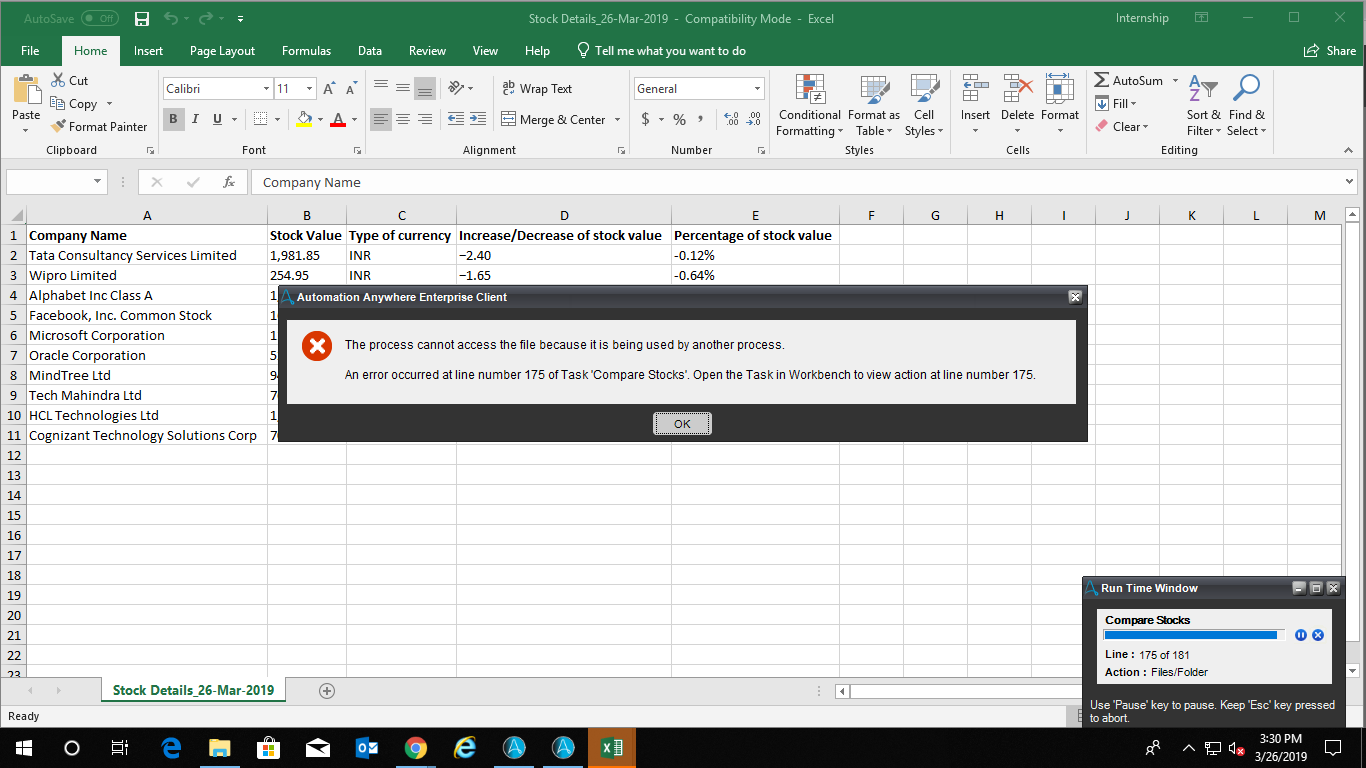 AutoSave Off
Stock Details_26-Mar-2019 - Compatibility Mode - Excel
Internship
File Home Insert Page Layout Formulas Data Review View Help Tell me what you want to do Share
Paste
Cut
Copy
Format Painter
Clipboard
Calibri 11
B I U
Font
Wrap Text
Merge & Center
Alignment
General
$ % ,
Number
Conditional Formatting
Format as Table
Cell Styles
Styles
Insert Delete Format
Cells
AutoSum
Fill
Clear
Sort & Filter
Find & Select
Editing
fx Company Name
A B C D E F G H I J K L M
1 Company Name Stock Value Type of currency Increase/Decrease of stock value Percentage of stock value
2 Tata Consultancy Services Limited 1,981.85 INR −2.40 -0.12%
3 Wipro Limited 254.95 INR −1.65 -0.64%
4 Alphabet Inc Class A
5 Facebook, Inc. Common Stock
6 Microsoft Corporation
7 Oracle Corporation
8 MindTree Ltd
9 Tech Mahindra Ltd
10 HCL Technologies Ltd
11 Cognizant Technology Solutions Corp
12
13
14
15
16
17
18
19
20
21
22
23
Automation Anywhere Enterprise Client
The process cannot access the file because it is being used by another process.
An error occurred at line number 175 of Task 'Compare Stocks'. Open the Task in Workbench to view action at line number 175.
OK
Run Time Window
Compare Stocks
Line : 175 of 181
Action : Files/Folder
Use 'Pause' key to pause. Keep 'Esc' key pressed
to abort.
Stock Details_26-Mar-2019
Ready
3:30 PM
3/26/2019